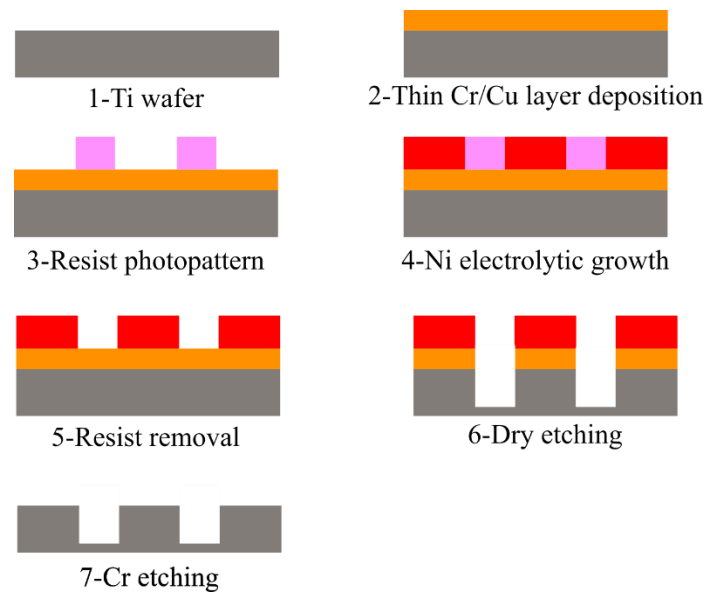 1-Ti wafer
2-Thin Cr/Cu layer deposition
3-Resist photopattern
4-Ni electrolytic growth
5-Resist removal
6-Dry etching
7-Cr etching